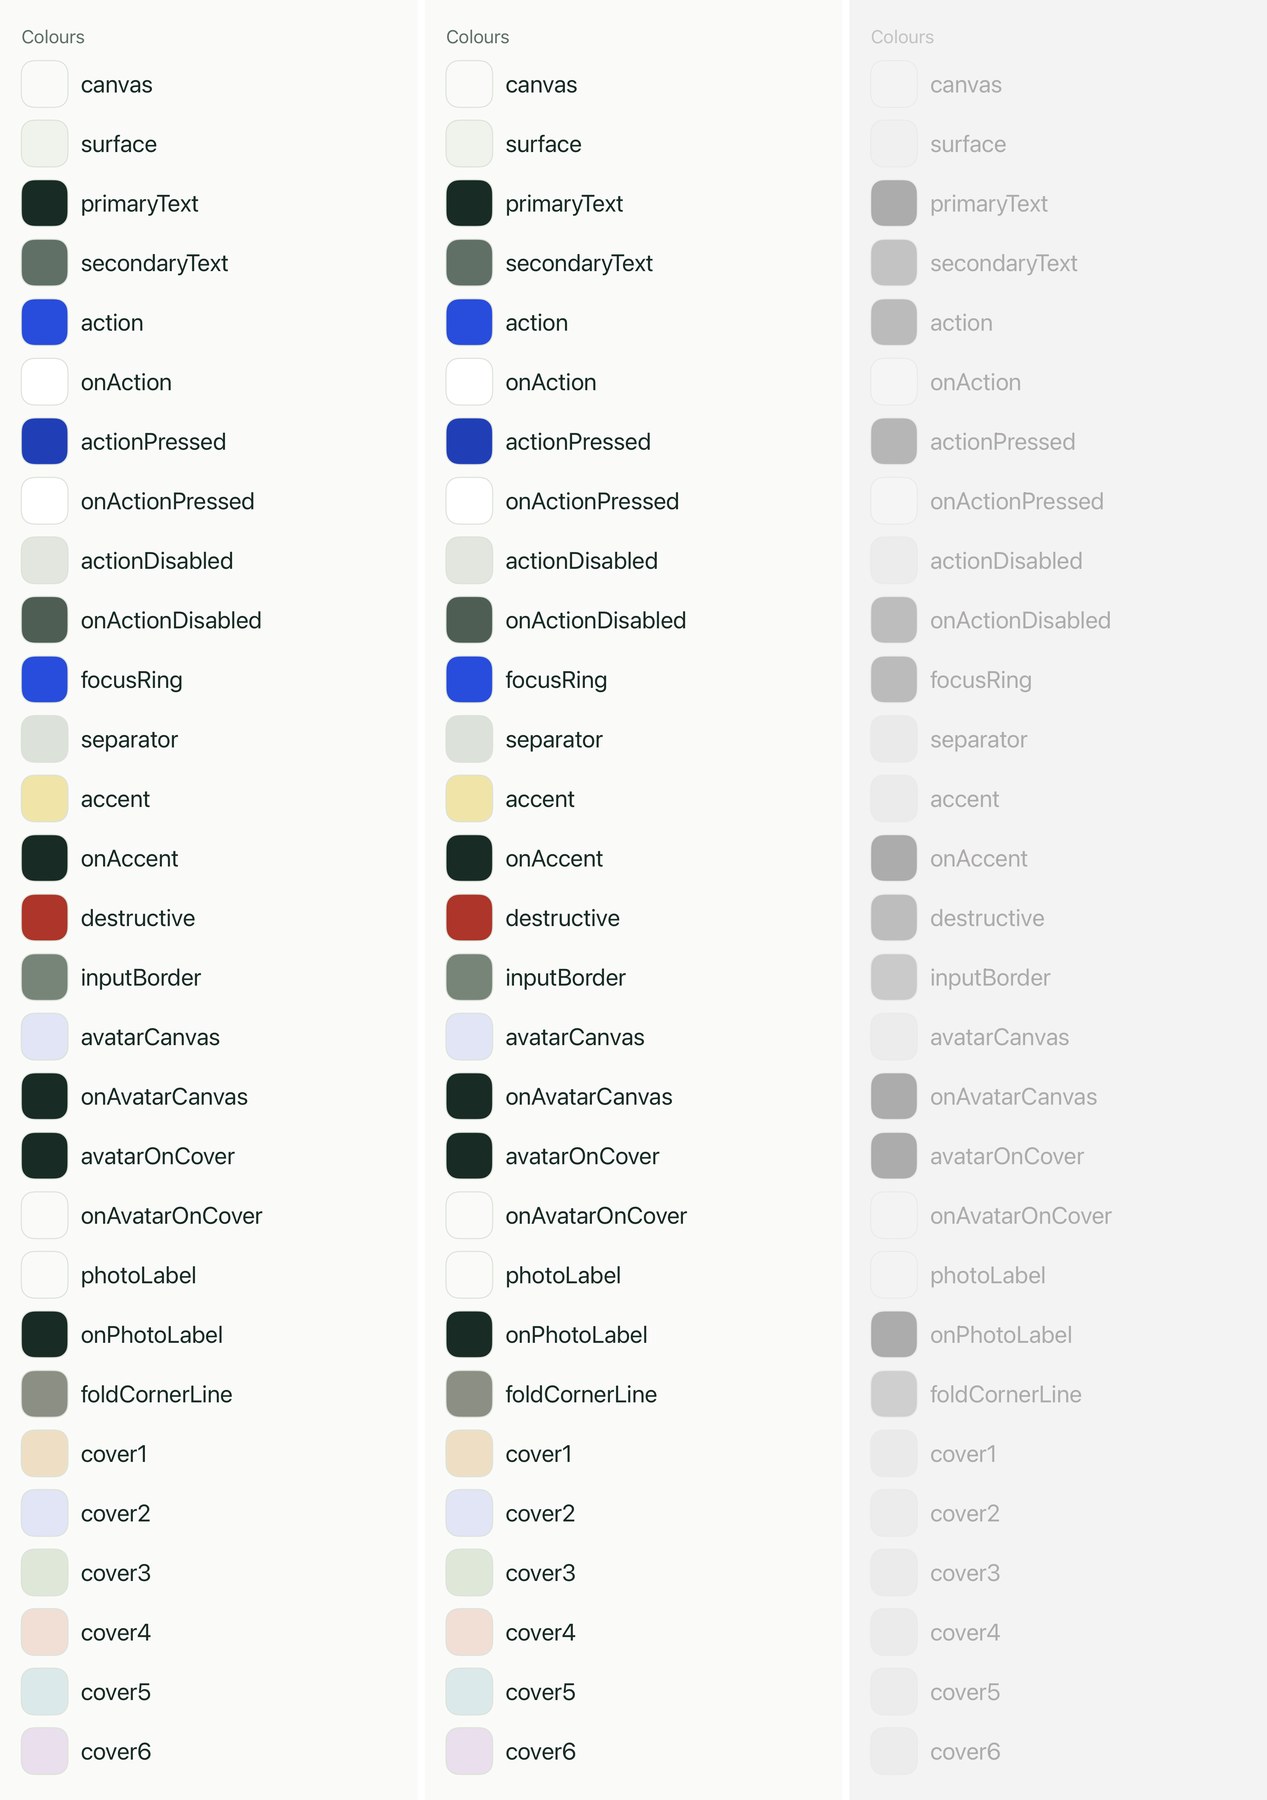 Colours
canvas
surface
primaryText
secondaryText
action
onAction
actionPressed
onActionPressed
actionDisabled
onActionDisabled
focusRing
separator
accent
onAccent
destructive
inputBorder
avatarCanvas
onAvatarCanvas
avatarOnCover
onAvatarOnCover
photoLabel
onPhotoLabel
foldCornerLine
cover1
cover2
cover3
cover4
cover5
cover6
Colours
canvas
surface
primaryText
secondaryText
action
onAction
actionPressed
onActionPressed
actionDisabled
onActionDisabled
focusRing
separator
accent
onAccent
destructive
inputBorder
avatarCanvas
onAvatarCanvas
avatarOnCover
onAvatarOnCover
photoLabel
onPhotoLabel
foldCornerLine
cover1
cover2
cover3
cover4
cover5
cover6
Colours
canvas
surface
primaryText
secondaryText
action
onAction
actionPressed
onActionPressed
actionDisabled
onActionDisabled
focusRing
separator
accent
onAccent
destructive
inputBorder
avatarCanvas
onAvatarCanvas
avatarOnCover
onAvatarOnCover
photoLabel
onPhotoLabel
foldCornerLine
cover1
cover2
cover3
cover4
cover5
cover6